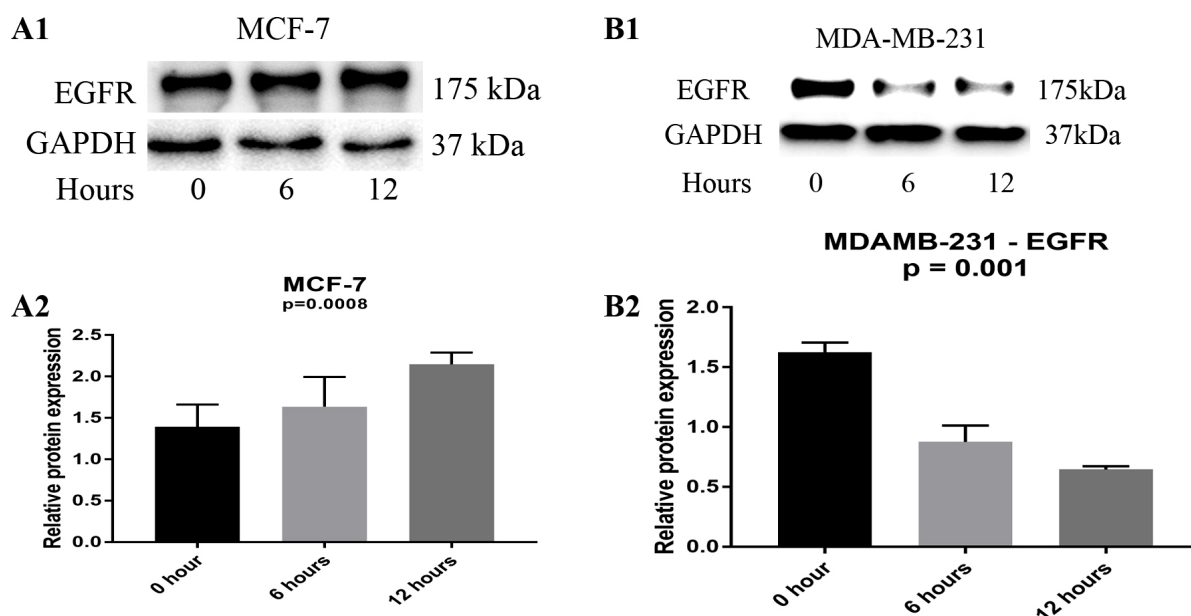 A1
MCF-7
EGFR
175 kDa
GAPDH
37 kDa
Hours 0 6 12
B1
MDA-MB-231
EGFR
175kDa
GAPDH
37kDa
Hours 0 6 12
A2
MCF-7
p=0.0008
Relative protein expression
2.5
2.0
1.5
1.0
0.5
0.0
0 hour
6 hours
12 hours
B2
MDAMB-231 - EGFR
p = 0.001
Relative protein expression
2.0
1.5
1.0
0.5
0.0
0 hour
6 hours
12 hours